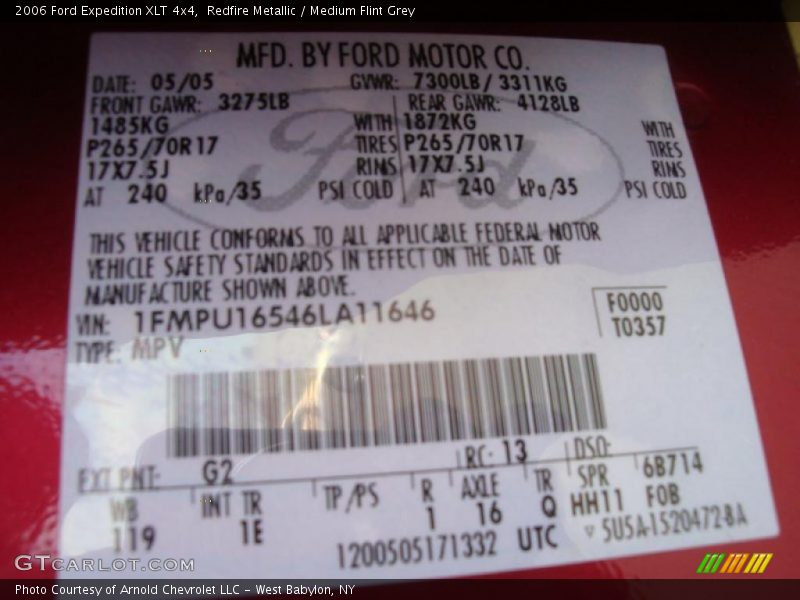 2006 Ford Expedition XLT 4x4, Redfire Metallic / Medium Flint Grey
MFD. BY FORD MOTOR CO.
DATE: 05/05 GVWR: 7300LB/ 3311KG
FRONT GAWR: 3275LB REAR GAWR: 4128LB
1485KG WITH 1872KG WITH
P265/70R17 TIRES P265/70R17 TIRES
17X7.5J RINS 17X7.5J RINS
AT 240 kPa/35 PSI COLD AT 240 kPa/35 PSI COLD
Ford
THIS VEHICLE CONFORMS TO ALL APPLICABLE FEDERAL MOTOR
VEHICLE SAFETY STANDARDS IN EFFECT ON THE DATE OF
MANUFACTURE SHOWN ABOVE.
VIN: 1FMPU16546LA11646 F0000
T0357
TYPE: MPV
EXT PNT: G2 RC: 13 DSO:
WB INT TR TP/PS R AXLE TR SPR 6B714
119 1E 1 16 Q HH11 FOB
1200505171332 UTC ▽ 5U5A-1520472-BA
GTCARLOT.COM
Photo Courtesy of Arnold Chevrolet LLC - West Babylon, NY